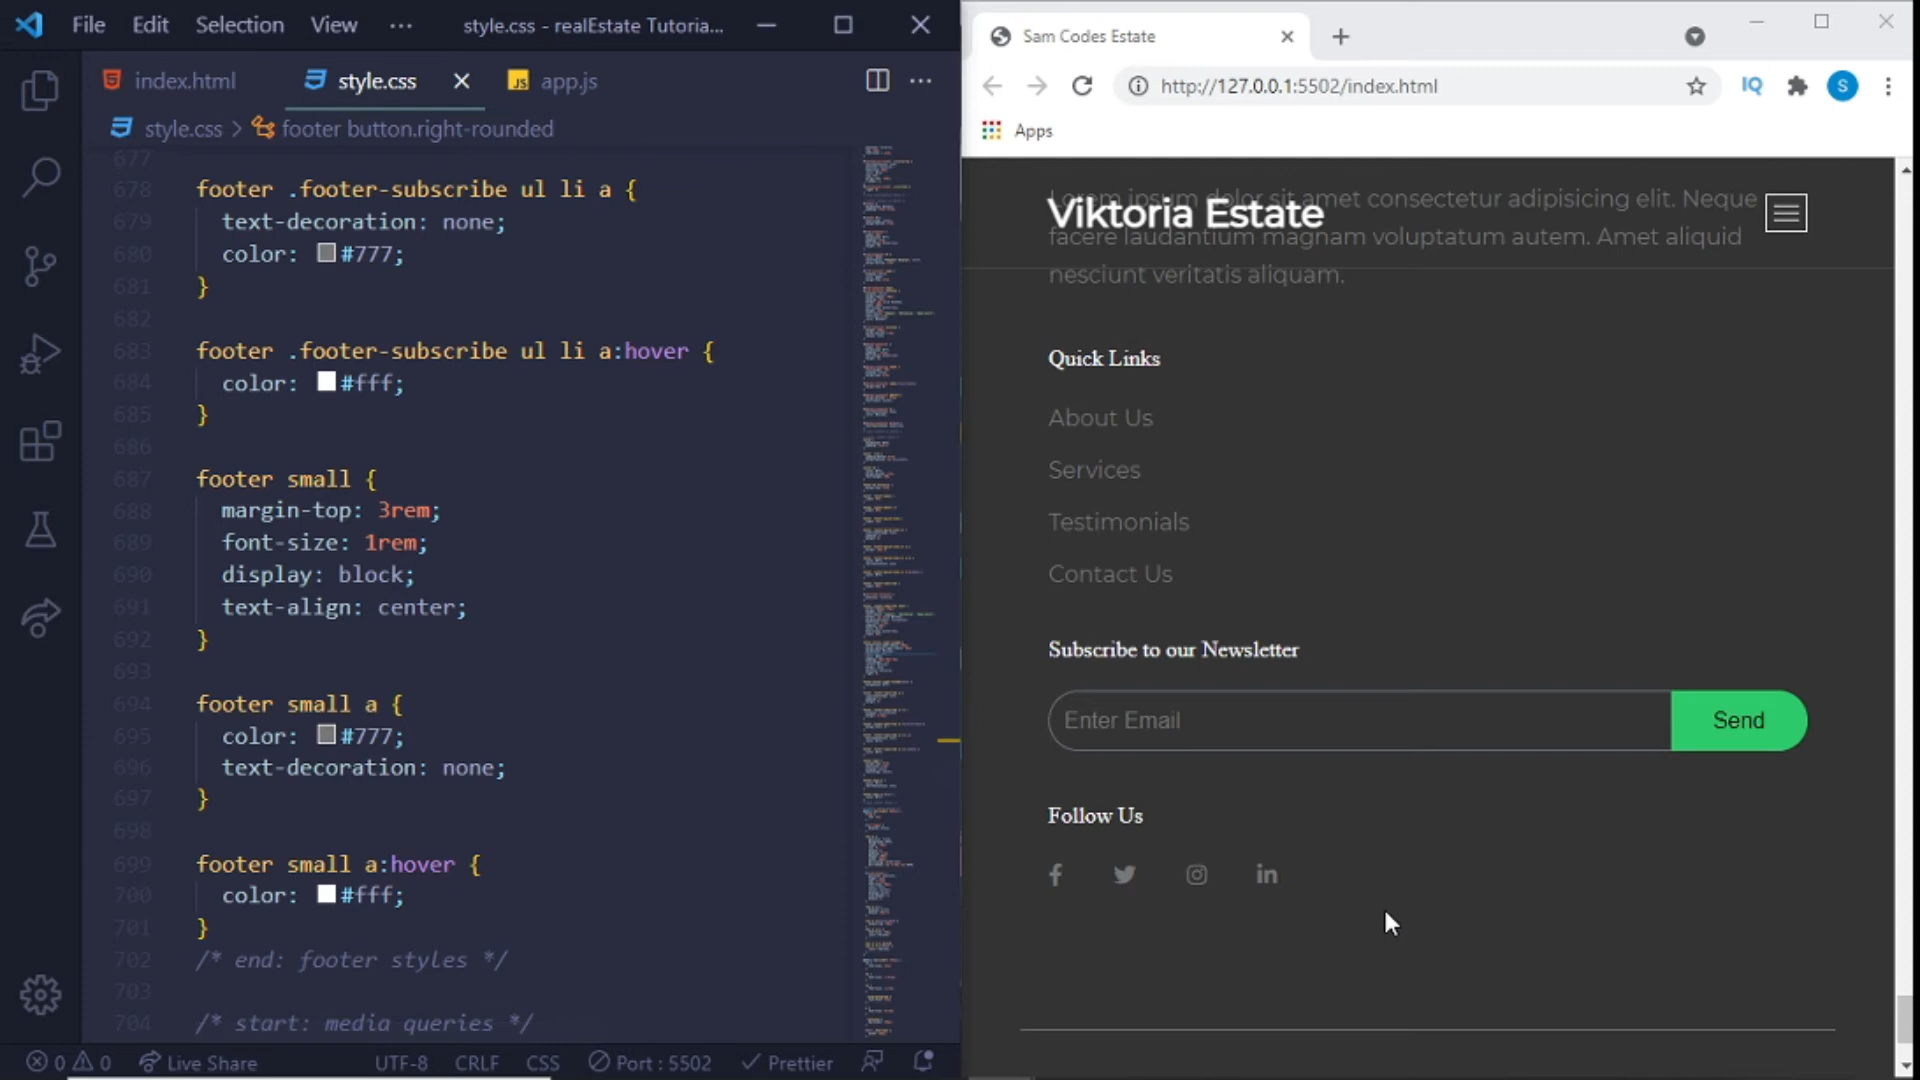 File Edit Selection View ··· style.css - realEstate Tutoria...
index.html style.css app.js
style.css > footer button.right-rounded
677
678 footer .footer-subscribe ul li a {
679 text-decoration: none;
680 color: #777;
681 }
682
683 footer .footer-subscribe ul li a:hover {
684 color: #fff;
685 }
686
687 footer small {
688 margin-top: 3rem;
689 font-size: 1rem;
690 display: block;
691 text-align: center;
692 }
693
694 footer small a {
695 color: #777;
696 text-decoration: none;
697 }
698
699 footer small a:hover {
700 color: #fff;
701 }
702 /* end: footer styles */
703
704 /* start: media queries */
0 0 Live Share UTF-8 CRLF CSS Port : 5502 Prettier
Sam Codes Estate
http://127.0.0.1:5502/index.html IQ S
Apps
Lorem ipsum dolor sit amet consectetur adipisicing elit. Neque
Viktoria Estate
facere laudantium magnam voluptatum autem. Amet aliquid
nesciunt veritatis aliquam.
Quick Links
About Us
Services
Testimonials
Contact Us
Subscribe to our Newsletter
Enter Email Send
Follow Us